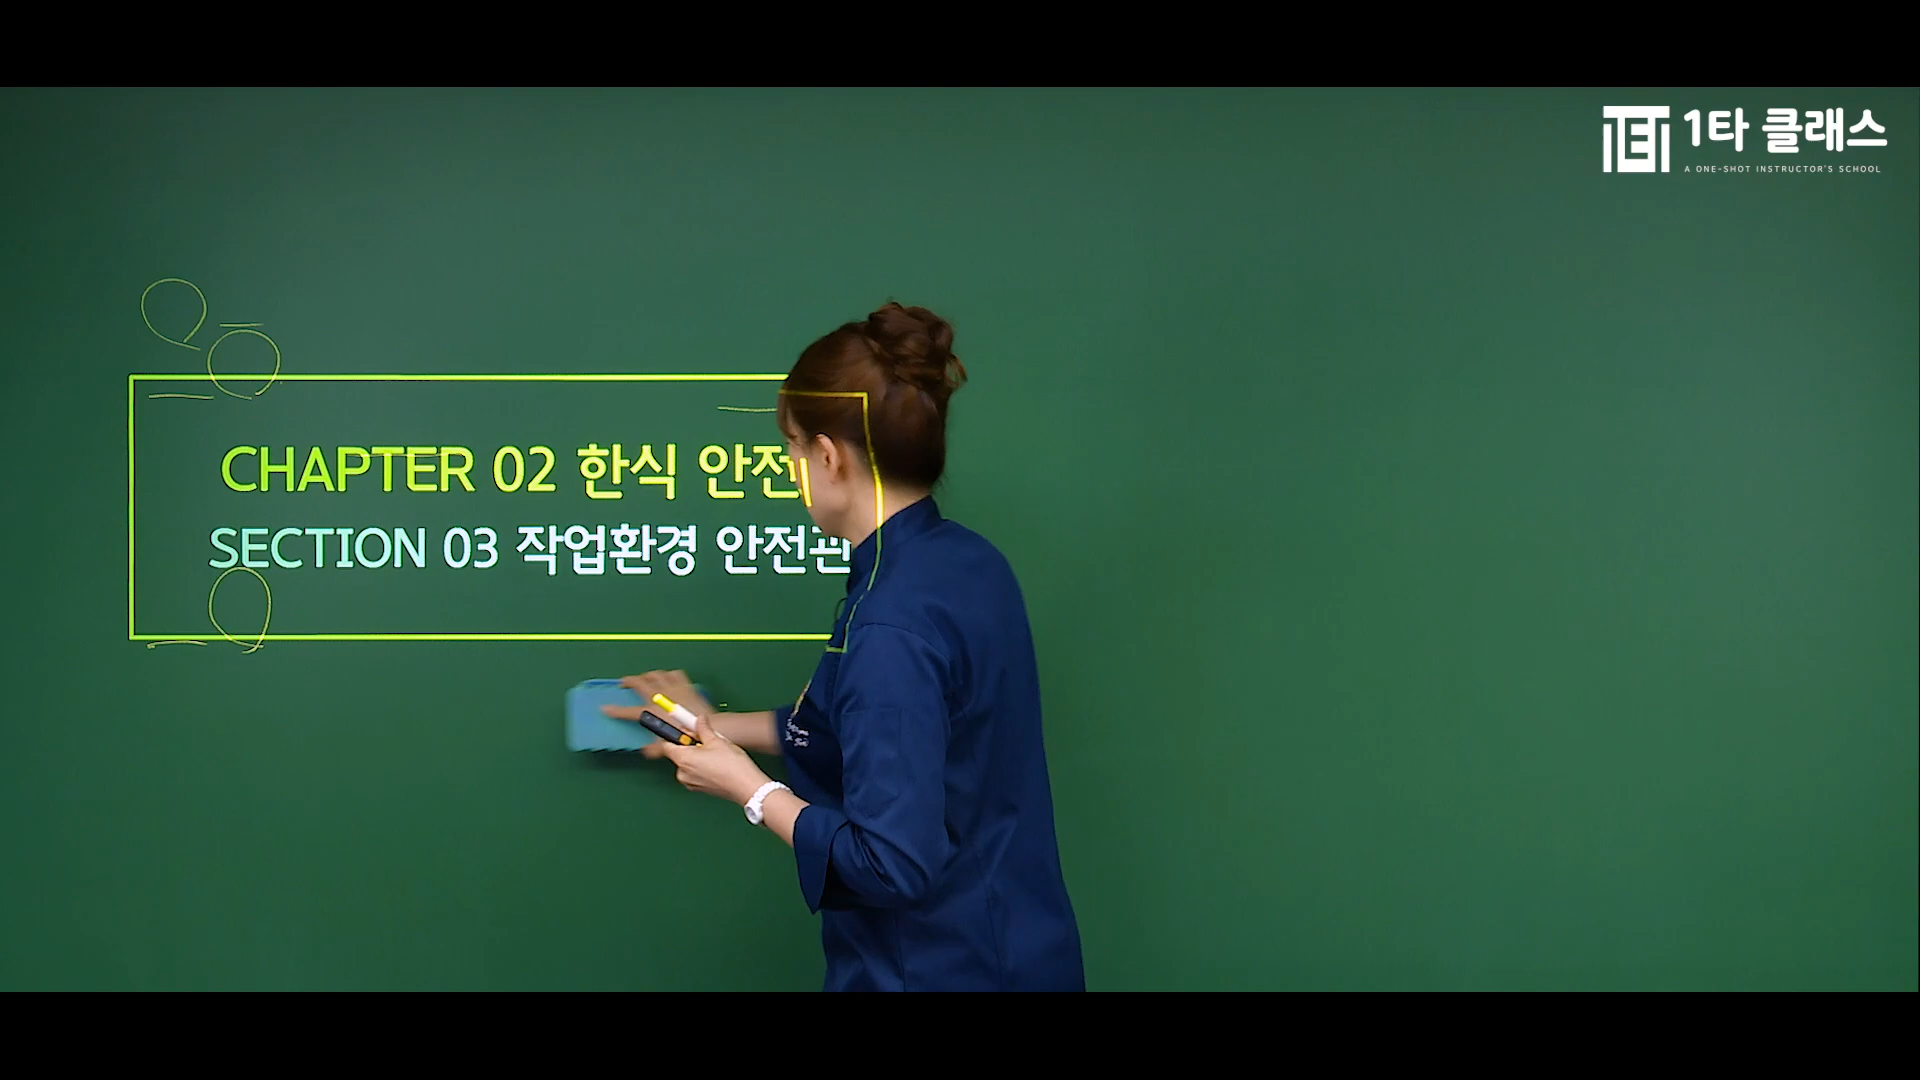 1타 클래스
A ONE-SHOT INSTRUCTOR'S SCHOOL
CHAPTER 02 한식 안전
SECTION 03 작업환경 안전관